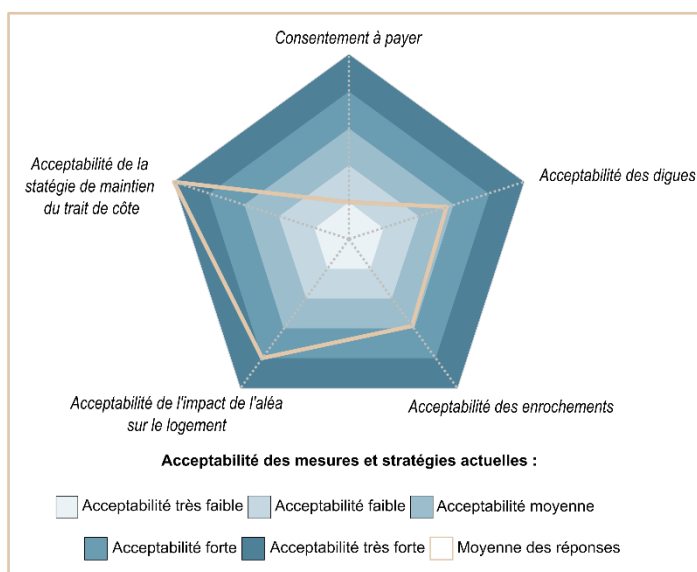 Consentement à payer
Acceptabilité de la
statégie de maintien
du trait de côte
Acceptabilité des digues
Acceptabilité de l'impact de l'aléa
sur le logement
Acceptabilité des enrochements
Acceptabilité des mesures et stratégies actuelles :
Acceptabilité très faible
Acceptabilité faible
Acceptabilité moyenne
Acceptabilité forte
Acceptabilité très forte
Moyenne des réponses